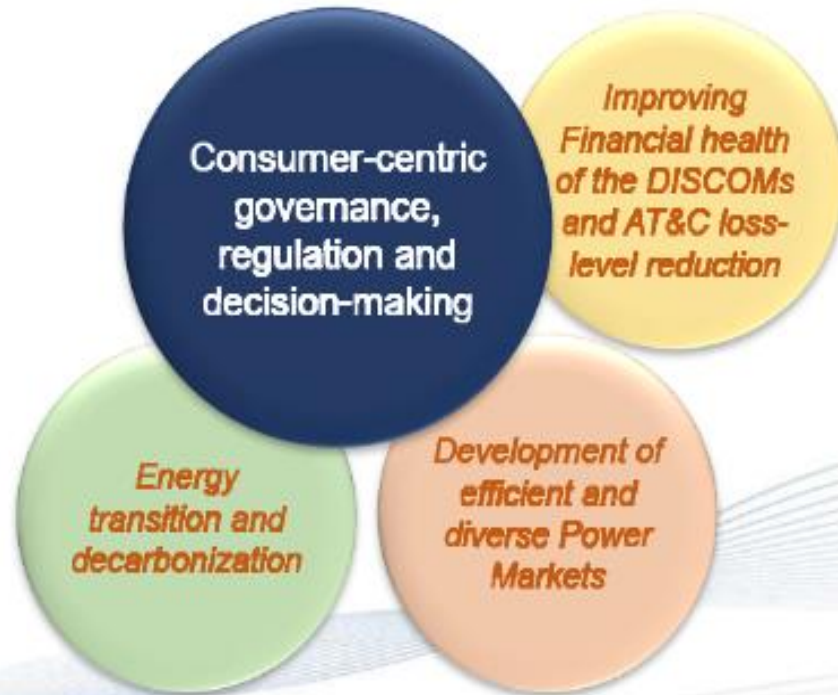 Consumer-centric
governance,
regulation and
decision-making
Improving
Financial health
of the DISCOMs
and AT&C loss-
level reduction
Energy
transition and
decarbonization
Development of
efficient and
diverse Power
Markets